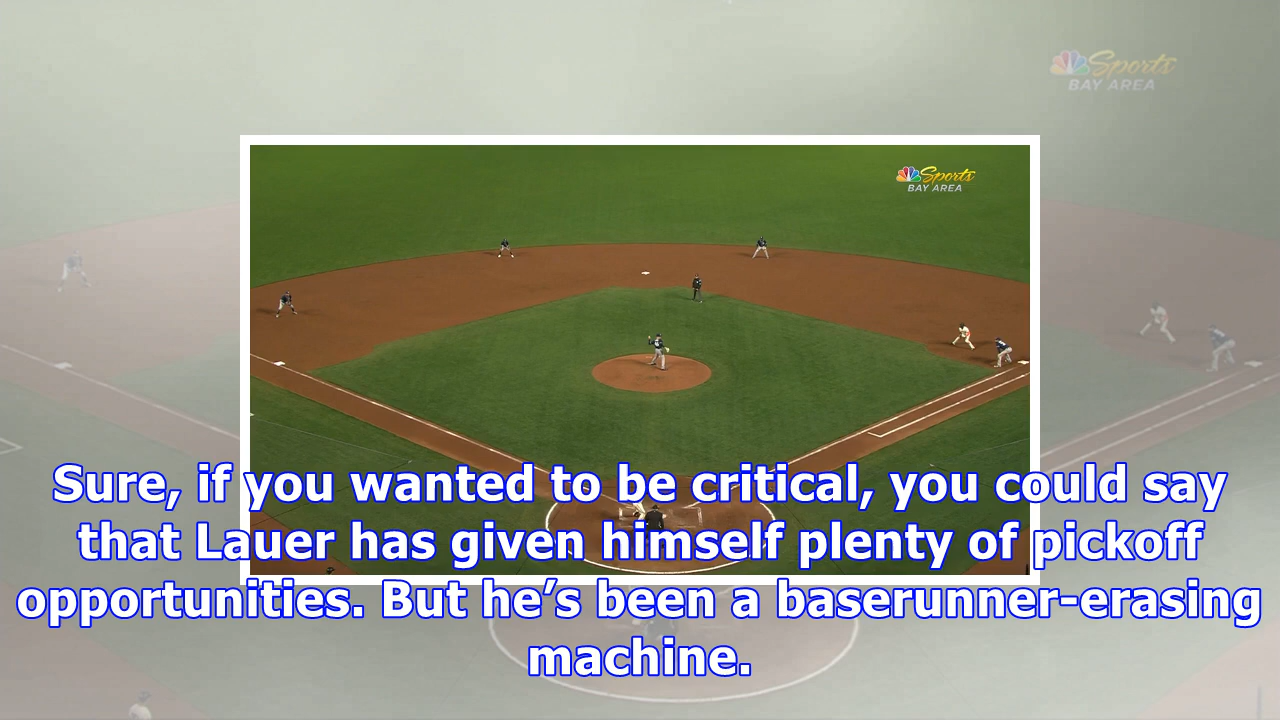 Sports
BAY AREA
Sports
BAY AREA
Sure, if you wanted to be critical, you could say
that Lauer has given himself plenty of pickoff
opportunities. But he’s been a baserunner-erasing
machine.